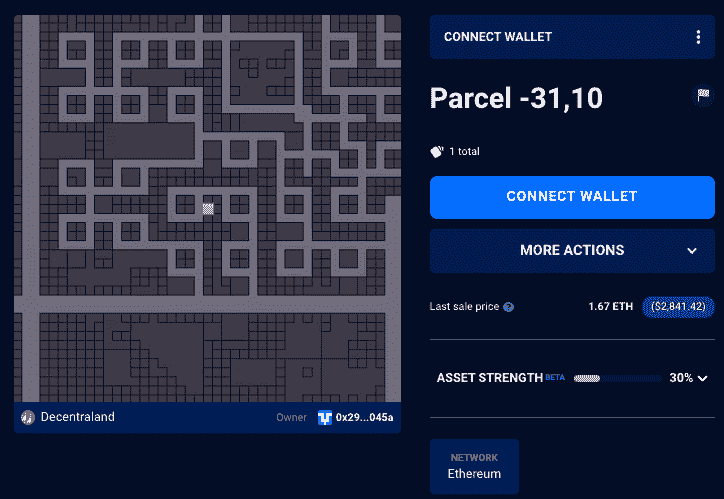 CONNECT WALLET
Parcel -31,10
1 total
CONNECT WALLET
MORE ACTIONS
Last sale price ? 1.67 ETH ($2,841.42)
ASSET STRENGTH BETA 30%
Decentraland Owner 0x29...045a
NETWORK
Ethereum